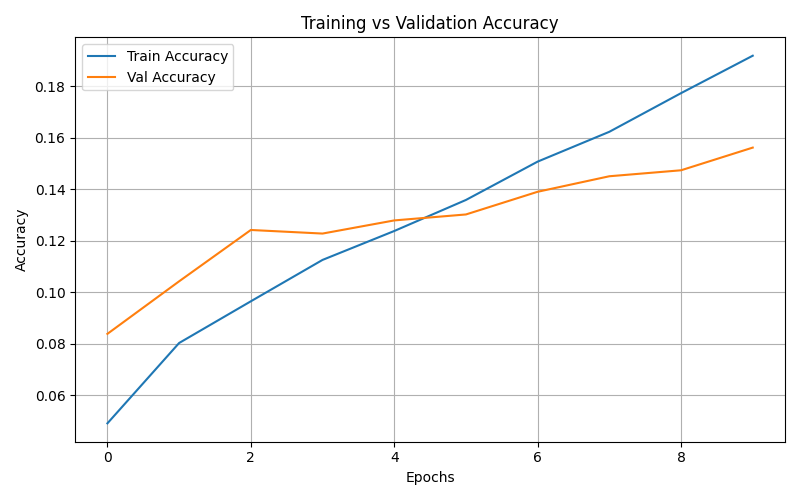 Training vs Validation Accuracy
Train Accuracy
Val Accuracy
0.18
0.16
0.14
0.12
0.10
0.08
0.06
Accuracy
0 2 4 6 8
Epochs